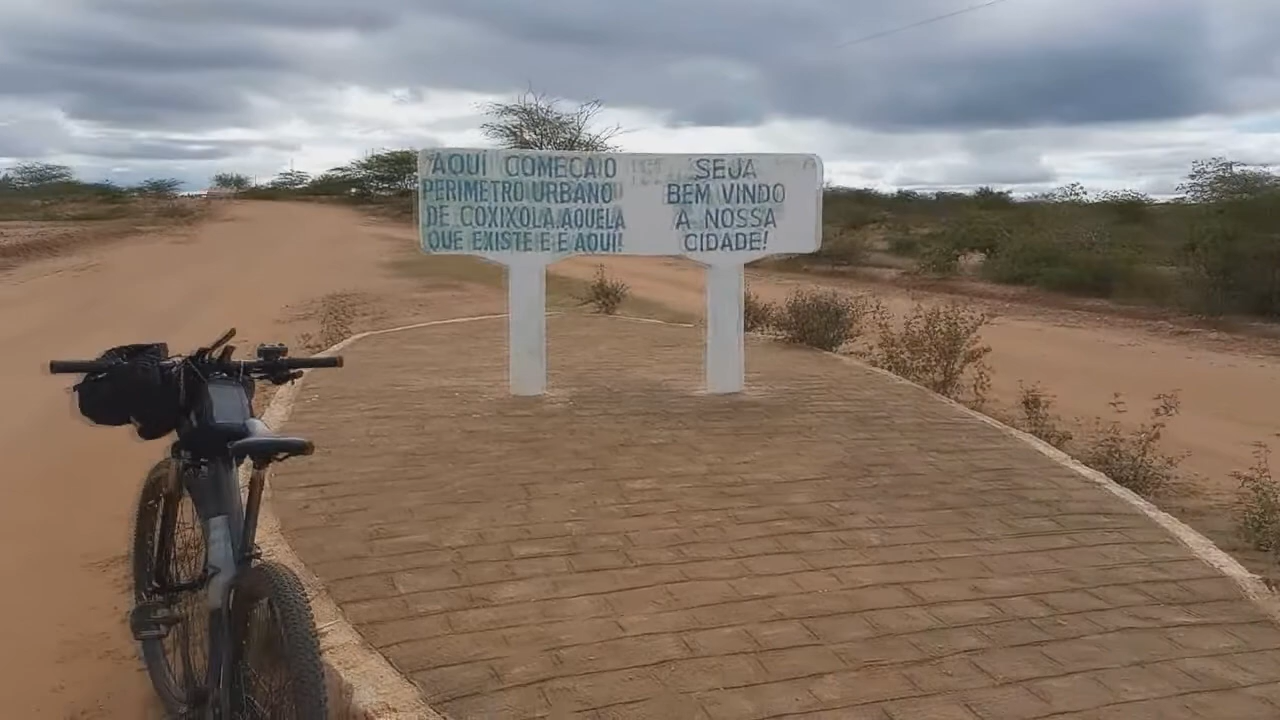 AQUI COMEÇA O
PERIMETRO URBANO
DE COXIXOLA. AQUELA
QUE EXISTE E É AQUI!
SEJA
BEM VINDO
A NOSSA
CIDADE!